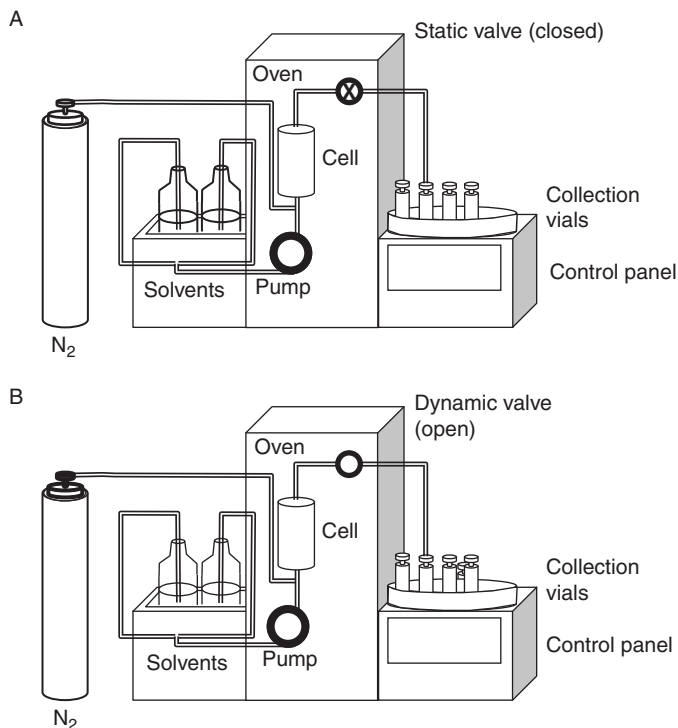 A
Static valve (closed)
Oven
Cell
Collection
vials
Control panel
Solvents
Pump
N₂
B
Dynamic valve
(open)
Oven
Cell
Collection
vials
Control panel
Solvents
Pump
N₂